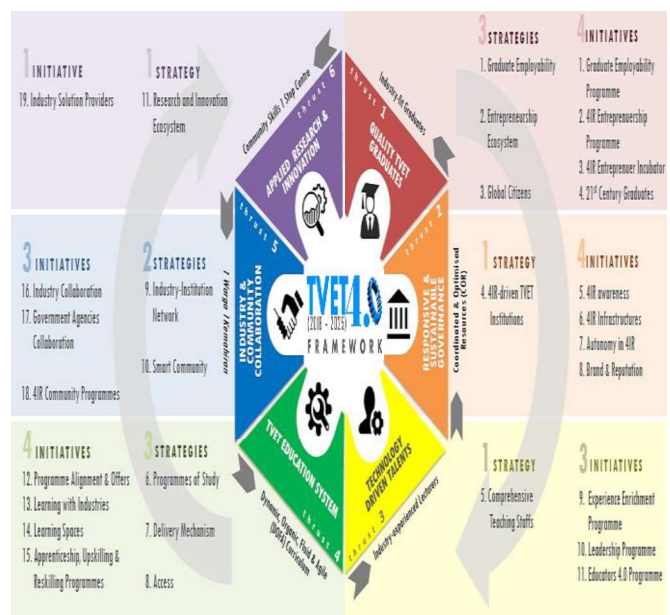 1 INITIATIVE
19. Industry Solution Providers
1 STRATEGY
11. Research and Innovation
Ecosystem
3 STRATEGIES
1. Graduate Employability
2. Entrepreneurship
Ecosystem
3. Global Citizens
4 INITIATIVES
1. Graduate Employability
Programme
2. 4IR Entreprenuership
Programme
3. 4IR Entreprenuer Incubator
4. 21st Century Graduates
3 INITIATIVES
16. Industry Collaboration
17. Government Agencies
Collaboration
18. 4IR Community Programmes
2 STRATEGIES
9. Industry-Institution
Network
10. Smart Community
1 STRATEGY
4. 4IR-driven TVET
Institutions
4 INITIATIVES
5. 4IR awareness
6. 4IR Infrastructures
7. Autonomy in 4IR
8. Brand & Reputation
4 INITIATIVES
12. Programme Alignment & Offers
13. Learning with Industries
14. Learning Spaces
15. Apprenticeship, Upskilling &
Reskilling Programmes
3 STRATEGIES
6. Programmes of Study
7. Delivery Mechanism
8. Access
1 STRATEGY
5. Comprehensive
Teaching Staffs
3 INITIATIVES
9. Experience Enrichment
Programme
10. Leadership Programme
11. Educators 4.0 Programme
Community Skills 1 Stop Centre
thrust 6
APPLIED RESEARCH &
INNOVATION
Industry-fit Graduates
thrust 1
QUALITY TVET
GRADUATES
thrust 2
RESPONSIVE &
SUSTAINABLE
GOVERNANCE
Coordinated & Optimised
Resources (COR)
TECHNOLOGY
DRIVEN TALENTS
thrust 3
Industry-experienced Lecturers
TVET EDUCATION SYSTEM
thrust 4
Dynamic, Organic, Fluid & Agile
(DOFA) Curriculum
thrust 5
INDUSTRY &
COMMUNITY
COLLABORATION
1 Warga 1 Kemahiran
TVET 4.0
(2018 - 2025)
FRAMEWORK